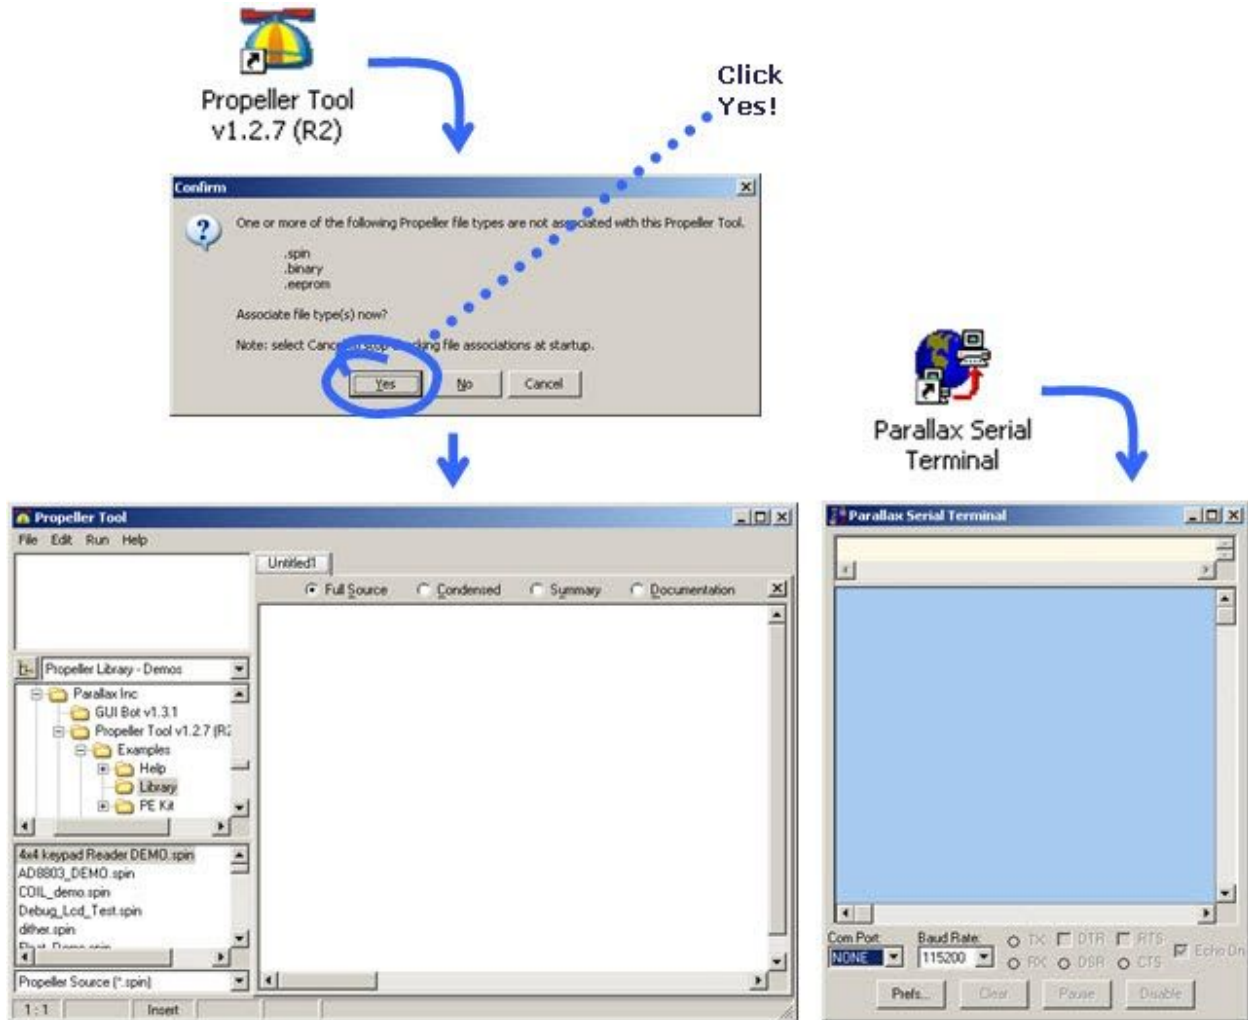 Propeller Tool
v1.2.7 (R2)
Click
Yes!
Confirm
One or more of the following Propeller file types are not associated with this Propeller Tool.
.spin
.binary
.eeprom
Associate file type(s) now?
Note: select Cancel stop checking file associations at startup.
Yes No Cancel
Parallax Serial
Terminal
Propeller Tool
File Edit Run Help
Untitled1
Full Source Condensed Summary Documentation
Propeller Library - Demos
Parallax Inc
GUI Bot v1.3.1
Propeller Tool v1.2.7 (R2
Examples
Help
Library
PE Kit
4x4 keypad Reader DEMO.spin
AD8803_DEMO.spin
COIL_demo.spin
Debug_Lcd_Test.spin
dither.spin
Propeller Source (*.spin)
1 : 1 Insert
Parallax Serial Terminal
Com Port: Baud Rate: TX DTR RTS
NONE 115200 RX DSR CTS Echo On
Prefs... Clear Pause Disable